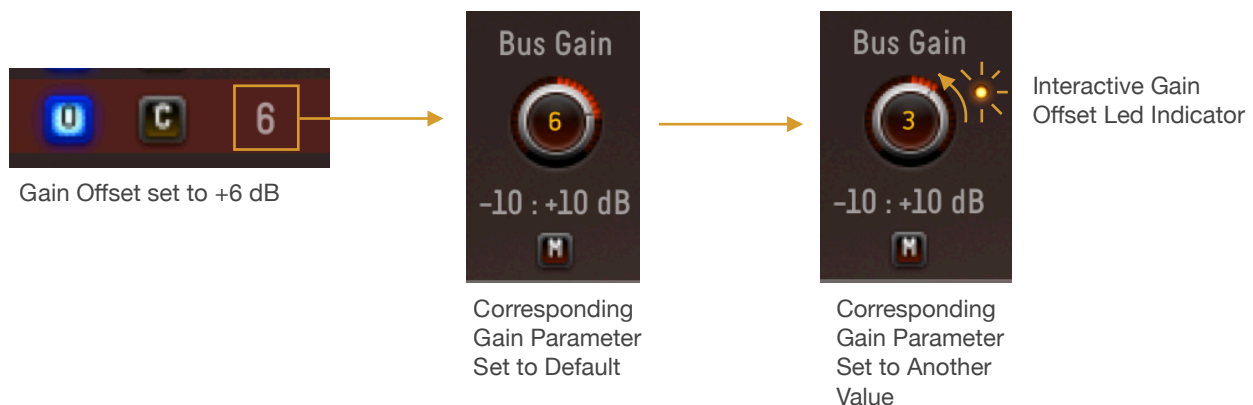 Bus Gain
Bus Gain
U
C
6
6
3
Interactive Gain
Offset Led Indicator
Gain Offset set to +6 dB
-10 : +10 dB
-10 : +10 dB
M
M
Corresponding
Gain Parameter
Set to Default
Corresponding
Gain Parameter
Set to Another
Value